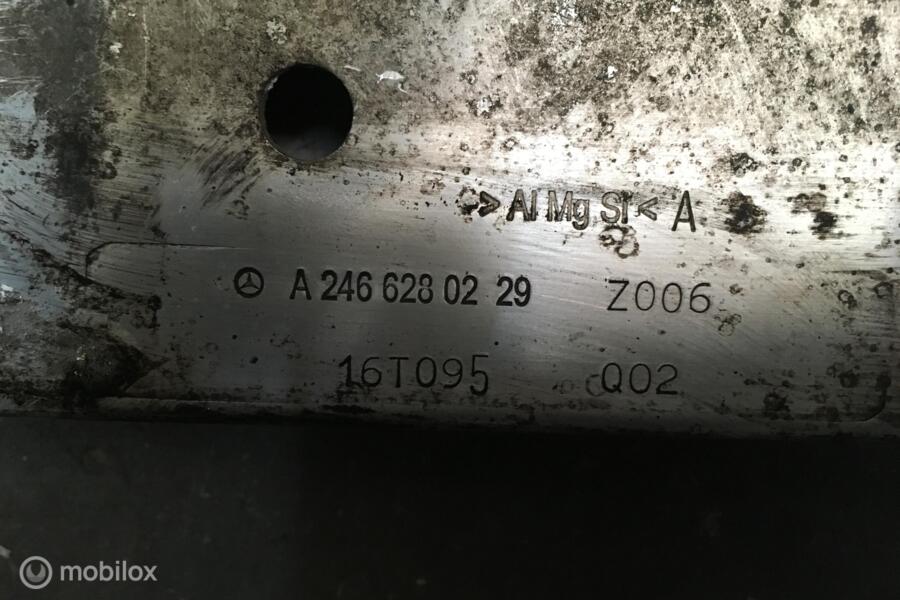 > Al Mg Si < A
A 246 628 02 29 Z006
16T095 Q02
mobilox